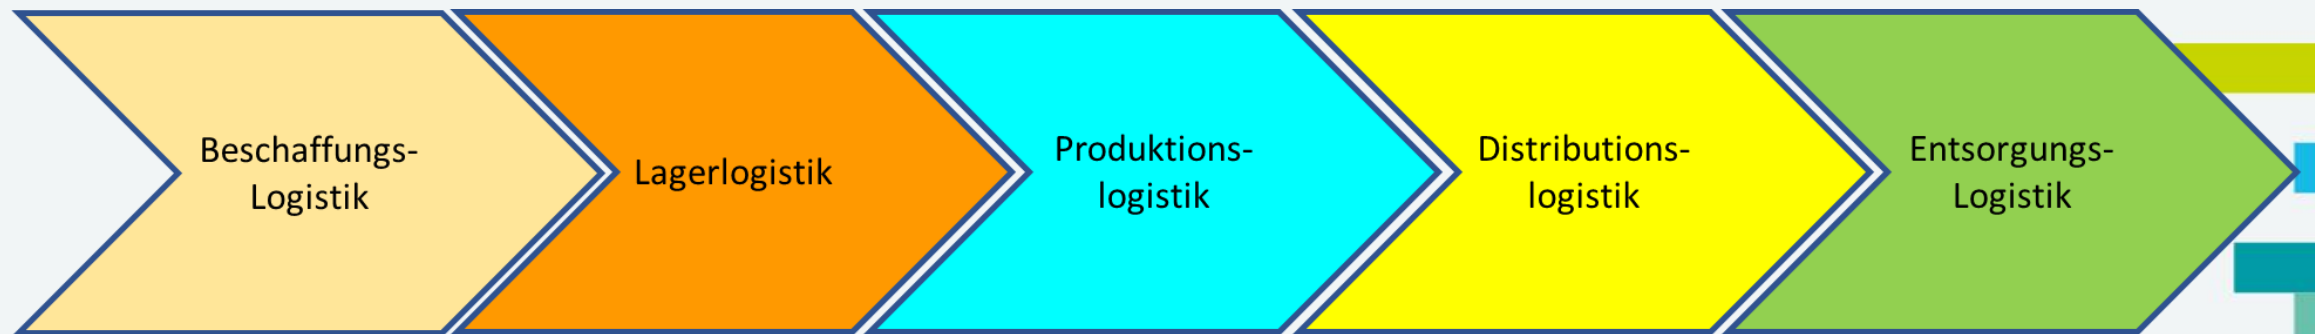 Beschaffungs-
Logistik
Lagerlogistik
Produktions-
logistik
Distributions-
logistik
Entsorgungs-
Logistik